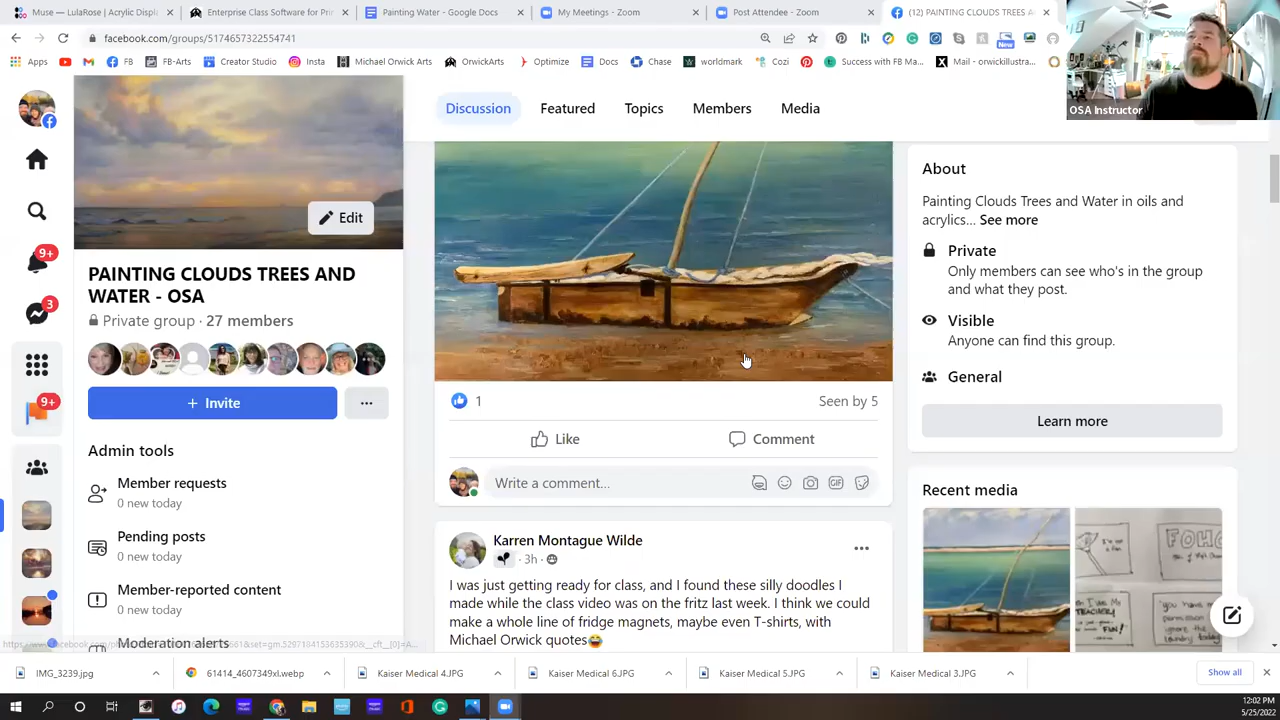 Muse — LulaRose | Acrylic Displ
Enterprise Class Software for Prin
Painting Water - Google Docs
My Meetings - Zoom
Post Attendee - Zoom
(12) PAINTING CLOUDS TREES A
facebook.com/groups/5174657322554741
Apps
FB
FB-Arts
Creator Studio
Insta
Michael Orwick Arts
OrwickArts
Optimize
Docs
Chase
worldmark
Cozi
Success with FB Ma...
Mail - orwickillustra...
New
OSA Instructor
Discussion
Featured
Topics
Members
Media
Edit
PAINTING CLOUDS TREES AND
WATER - OSA
Private group · 27 members
+ Invite
...
Admin tools
Member requests
0 new today
Pending posts
0 new today
Member-reported content
0 new today
Moderation alerts
9+
3
9+
1
Seen by 5
Like
Comment
Write a comment...
GIF
Karren Montague Wilde
· 3h ·
I was just getting ready for class, and I found these silly doodles I
made while the class video was on the fritz last week. I think we could
make a whole line of fridge magnets, maybe even T-shirts, with
Michael Orwick quotes
About
Painting Clouds Trees and Water in oils and
acrylics... See more
Private
Only members can see who's in the group
and what they post.
Visible
Anyone can find this group.
General
Learn more
Recent media
IMG_3239.jpg
61414_4607349xl.webp
Kaiser Medical 4.JPG
Kaiser Medical 6.JPG
Kaiser Medical 5.JPG
Kaiser Medical 3.JPG
Show all
12:02 PM
5/25/2022